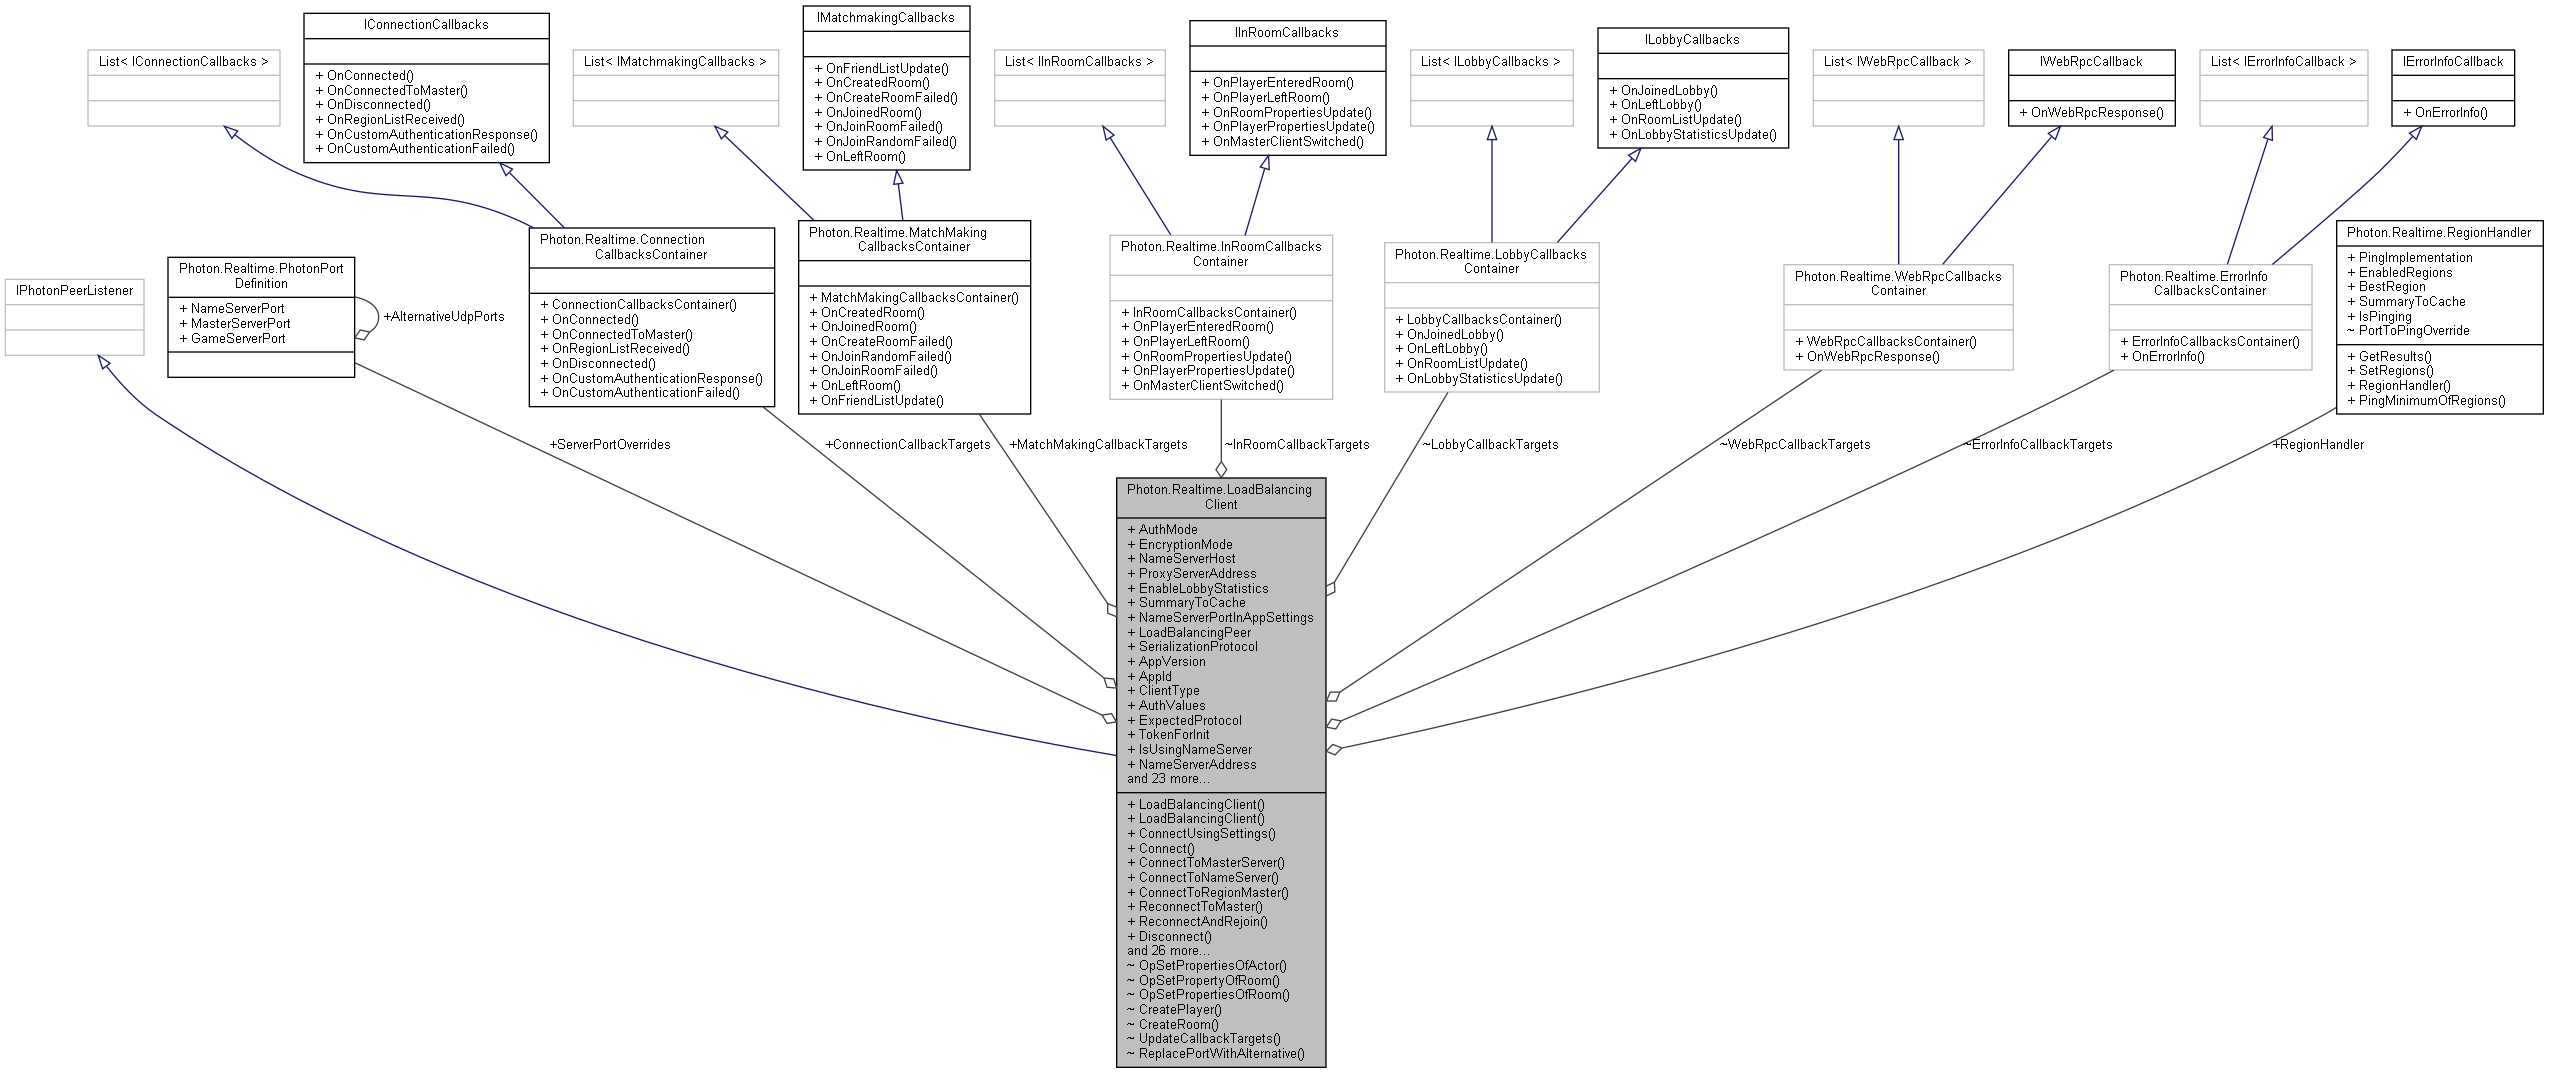 IConnectionCallbacks
+ OnConnected()
+ OnConnectedToMaster()
+ OnDisconnected()
+ OnRegionListReceived()
+ OnCustomAuthenticationResponse()
+ OnCustomAuthenticationFailed()
IMatchmakingCallbacks
+ OnFriendListUpdate()
+ OnCreatedRoom()
+ OnCreateRoomFailed()
+ OnJoinedRoom()
+ OnJoinRoomFailed()
+ OnJoinRandomFailed()
+ OnLeftRoom()
IInRoomCallbacks
+ OnPlayerEnteredRoom()
+ OnPlayerLeftRoom()
+ OnRoomPropertiesUpdate()
+ OnPlayerPropertiesUpdate()
+ OnMasterClientSwitched()
ILobbyCallbacks
+ OnJoinedLobby()
+ OnLeftLobby()
+ OnRoomListUpdate()
+ OnLobbyStatisticsUpdate()
List< IConnectionCallbacks >
List< IMatchmakingCallbacks >
List< IInRoomCallbacks >
List< ILobbyCallbacks >
List< IWebRpcCallback >
IWebRpcCallback
+ OnWebRpcResponse()
List< IErrorInfoCallback >
IErrorInfoCallback
+ OnErrorInfo()
IPhotonPeerListener
Photon.Realtime.PhotonPort
Definition
+ NameServerPort
+ MasterServerPort
+ GameServerPort
+AlternativeUdpPorts
Photon.Realtime.Connection
CallbacksContainer
+ ConnectionCallbacksContainer()
+ OnConnected()
+ OnConnectedToMaster()
+ OnRegionListReceived()
+ OnDisconnected()
+ OnCustomAuthenticationResponse()
+ OnCustomAuthenticationFailed()
Photon.Realtime.MatchMaking
CallbacksContainer
+ MatchMakingCallbacksContainer()
+ OnCreatedRoom()
+ OnJoinedRoom()
+ OnCreateRoomFailed()
+ OnJoinRandomFailed()
+ OnJoinRoomFailed()
+ OnLeftRoom()
+ OnFriendListUpdate()
Photon.Realtime.InRoomCallbacks
Container
+ InRoomCallbacksContainer()
+ OnPlayerEnteredRoom()
+ OnPlayerLeftRoom()
+ OnRoomPropertiesUpdate()
+ OnPlayerPropertiesUpdate()
+ OnMasterClientSwitched()
Photon.Realtime.LobbyCallbacks
Container
+ LobbyCallbacksContainer()
+ OnJoinedLobby()
+ OnLeftLobby()
+ OnRoomListUpdate()
+ OnLobbyStatisticsUpdate()
Photon.Realtime.WebRpcCallbacks
Container
+ WebRpcCallbacksContainer()
+ OnWebRpcResponse()
Photon.Realtime.ErrorInfo
CallbacksContainer
+ ErrorInfoCallbacksContainer()
+ OnErrorInfo()
Photon.Realtime.RegionHandler
+ PingImplementation
+ EnabledRegions
+ BestRegion
+ SummaryToCache
+ IsPinging
~ PortToPingOverride
+ GetResults()
+ SetRegions()
+ RegionHandler()
+ PingMinimumOfRegions()
+ServerPortOverrides
+ConnectionCallbackTargets
+MatchMakingCallbackTargets
~InRoomCallbackTargets
~LobbyCallbackTargets
~WebRpcCallbackTargets
~ErrorInfoCallbackTargets
+RegionHandler
Photon.Realtime.LoadBalancing
Client
+ AuthMode
+ EncryptionMode
+ NameServerHost
+ ProxyServerAddress
+ EnableLobbyStatistics
+ SummaryToCache
+ NameServerPortInAppSettings
+ LoadBalancingPeer
+ SerializationProtocol
+ AppVersion
+ AppId
+ ClientType
+ AuthValues
+ ExpectedProtocol
+ TokenForInit
+ IsUsingNameServer
+ NameServerAddress
and 23 more...
+ LoadBalancingClient()
+ LoadBalancingClient()
+ ConnectUsingSettings()
+ Connect()
+ ConnectToMasterServer()
+ ConnectToNameServer()
+ ConnectToRegionMaster()
+ ReconnectToMaster()
+ ReconnectAndRejoin()
+ Disconnect()
and 26 more...
~ OpSetPropertiesOfActor()
~ OpSetPropertyOfRoom()
~ OpSetPropertiesOfRoom()
~ CreatePlayer()
~ CreateRoom()
~ UpdateCallbackTargets()
~ ReplacePortWithAlternative()